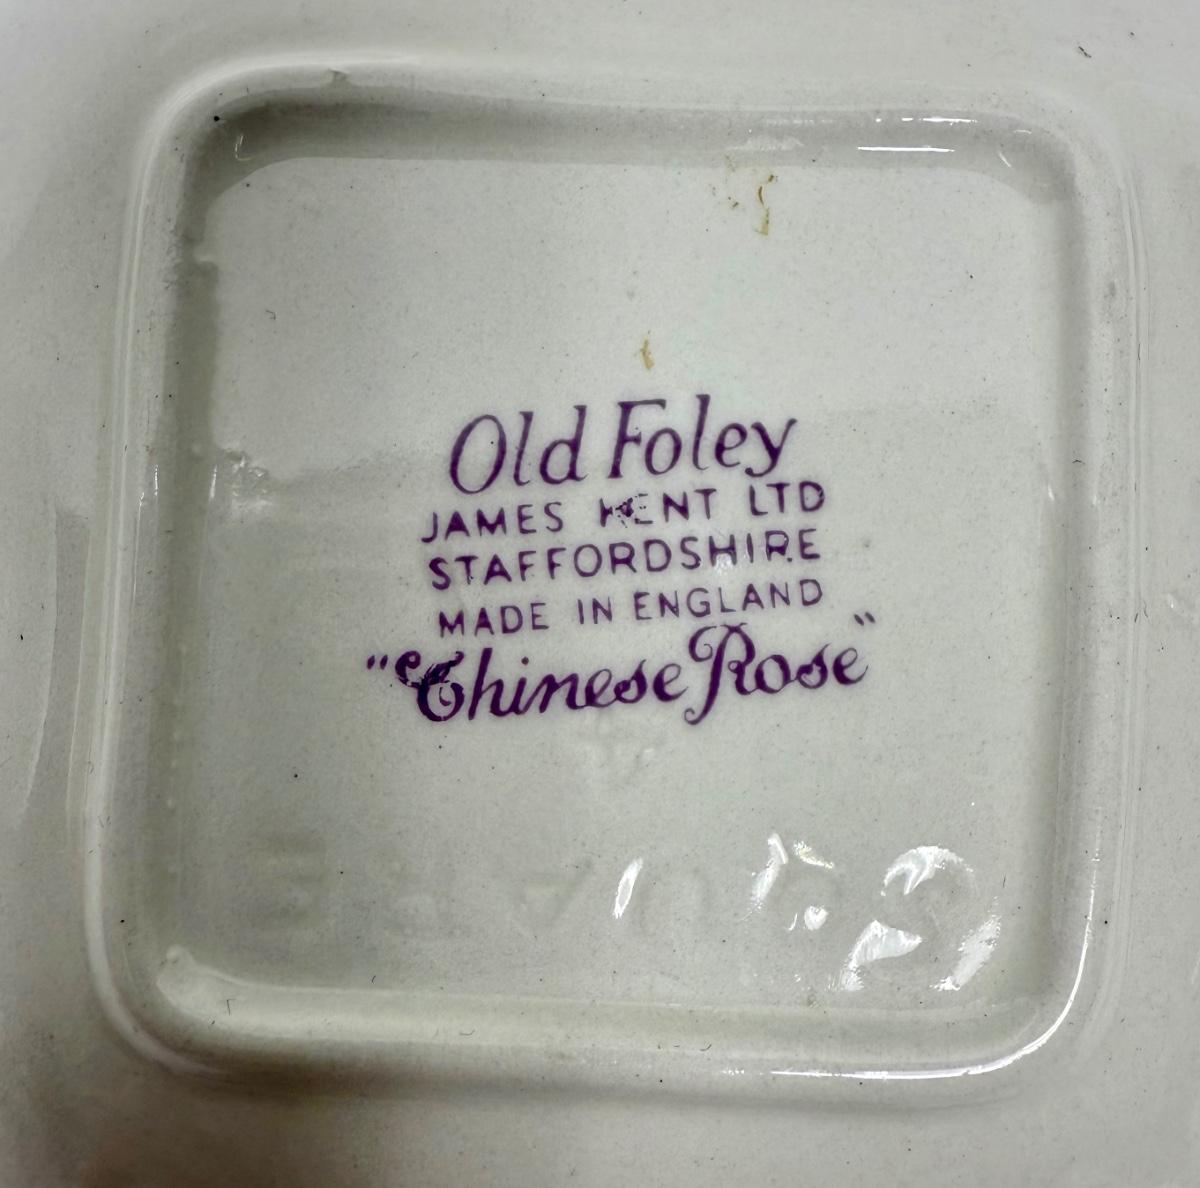 Old Foley
JAMES KENT LTD
STAFFORDSHIRE
MADE IN ENGLAND
"Chinese Rose"